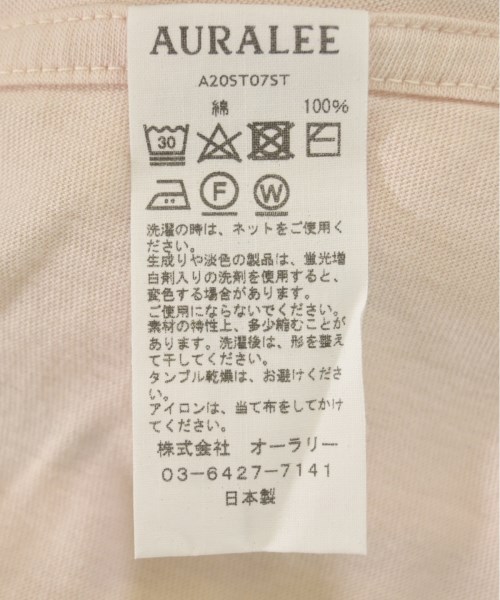 AURALEE
A20ST07ST
綿 100%
30
F W
洗濯の時は、ネットをご使用く
ださい。
生成りや淡色の製品は、蛍光増
白剤入りの洗剤を使用すると、
変色する場合があります。
ご使用にならないでください。
素材の特性上、多少縮むことが
あります。洗濯後は、形を整え
て干してください。
タンブル乾燥は、お避けくださ
い。
アイロンは、当て布をしてかけ
てください。
株式会社 オーラリー
03-6427-7141
日本製